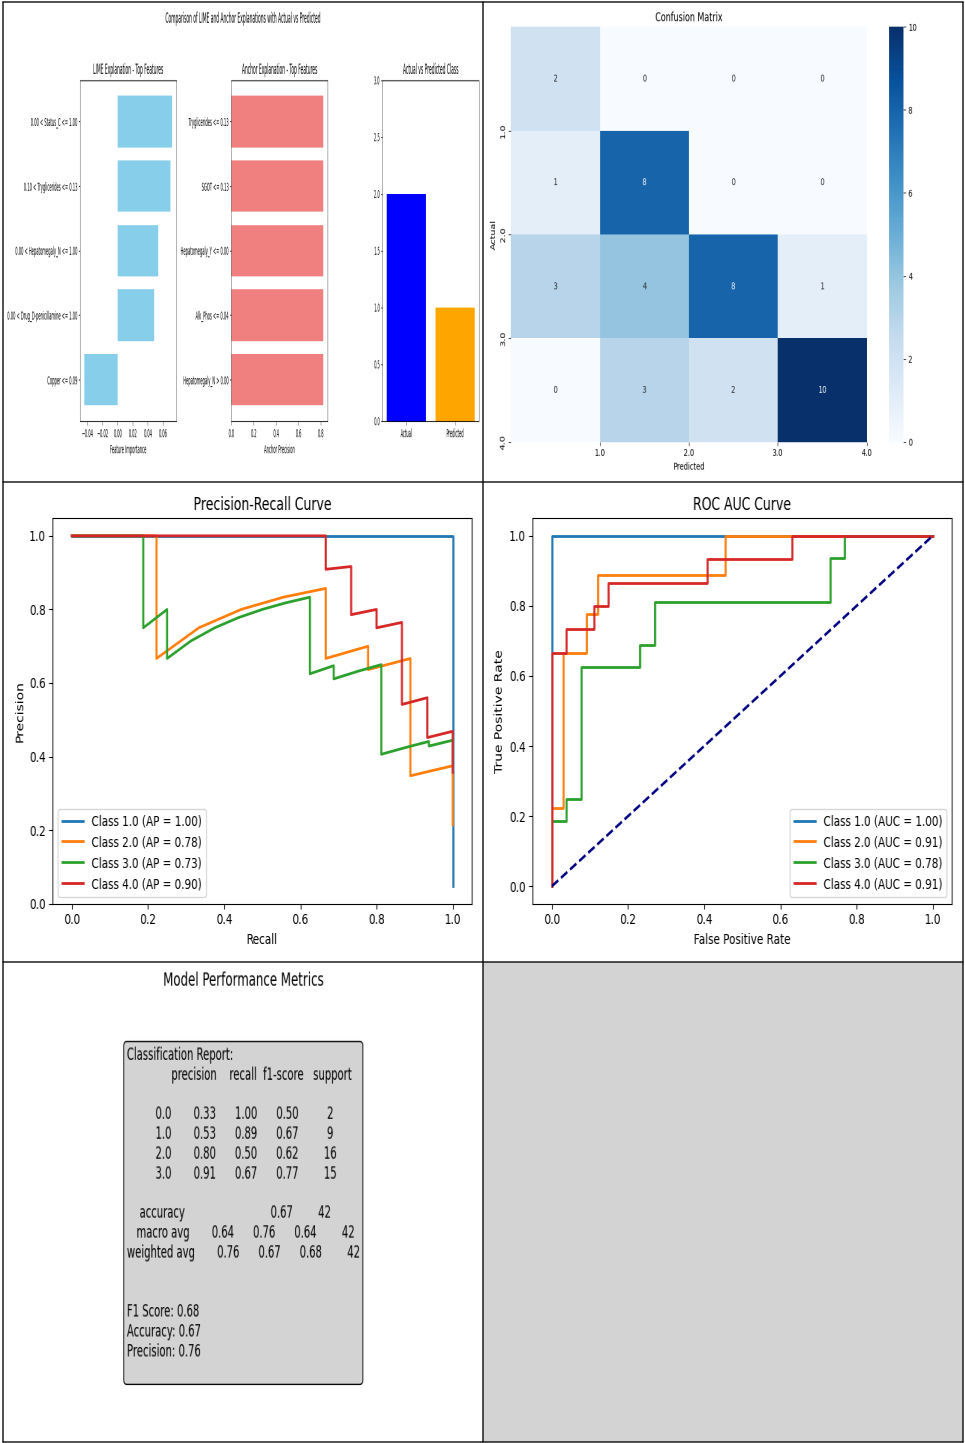 Comparison of LIME and Anchor Explanations with Actual vs Predicted
LIME Explanation - Top Features
0.00 < Status_C <= 1.00
0.10 < Tryglicerides <= 0.13
0.00 < Hepatomegaly_N <= 1.00
0.00 < Drug_D-penicillamine <= 1.00
Copper <= 0.09
−0.04 −0.02 0.00 0.02 0.04 0.06
Feature Importance
Anchor Explanation - Top Features
Tryglicerides <= 0.13
SGOT <= 0.13
Hepatomegaly_Y <= 0.00
Alk_Phos <= 0.04
Hepatomegaly_N > 0.00
0.0 0.2 0.4 0.6 0.8
Anchor Precision
Actual vs Predicted Class
3.0
2.5
2.0
1.5
1.0
0.5
0.0
Actual Predicted
Confusion Matrix
2 0 0 0
1 8 0 0
3 4 8 1
0 3 2 10
1.0
2.0
3.0
4.0
Actual
1.0 2.0 3.0 4.0
Predicted
10
8
6
4
2
0
Precision-Recall Curve
1.0
0.8
0.6
0.4
0.2
0.0
Precision
Class 1.0 (AP = 1.00)
Class 2.0 (AP = 0.78)
Class 3.0 (AP = 0.73)
Class 4.0 (AP = 0.90)
0.0 0.2 0.4 0.6 0.8 1.0
Recall
ROC AUC Curve
1.0
0.8
0.6
0.4
0.2
0.0
True Positive Rate
Class 1.0 (AUC = 1.00)
Class 2.0 (AUC = 0.91)
Class 3.0 (AUC = 0.78)
Class 4.0 (AUC = 0.91)
0.0 0.2 0.4 0.6 0.8 1.0
False Positive Rate
Model Performance Metrics
Classification Report:
precision recall f1-score support
0.0 0.33 1.00 0.50 2
1.0 0.53 0.89 0.67 9
2.0 0.80 0.50 0.62 16
3.0 0.91 0.67 0.77 15
accuracy 0.67 42
macro avg 0.64 0.76 0.64 42
weighted avg 0.76 0.67 0.68 42
F1 Score: 0.68
Accuracy: 0.67
Precision: 0.76